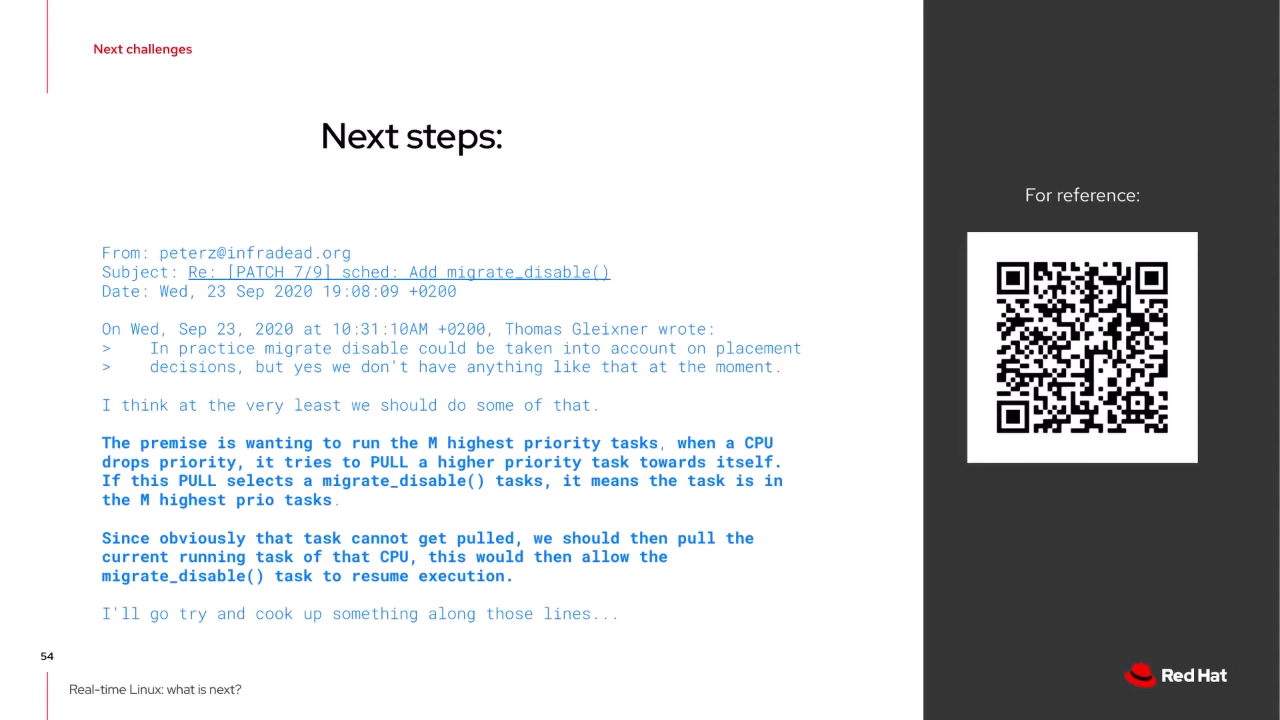 Next challenges
Next steps:
From: peterz@infradead.org
Subject: Re: [PATCH 7/9] sched: Add migrate_disable()
Date: Wed, 23 Sep 2020 19:08:09 +0200
On Wed, Sep 23, 2020 at 10:31:10AM +0200, Thomas Gleixner wrote:
>    In practice migrate disable could be taken into account on placement
>    decisions, but yes we don't have anything like that at the moment.
I think at the very least we should do some of that.
The premise is wanting to run the M highest priority tasks, when a CPU
drops priority, it tries to PULL a higher priority task towards itself.
If this PULL selects a migrate_disable() tasks, it means the task is in
the M highest prio tasks.
Since obviously that task cannot get pulled, we should then pull the
current running task of that CPU, this would then allow the
migrate_disable() task to resume execution.
I'll go try and cook up something along those lines...
54
Real-time Linux: what is next?
For reference:
Red Hat